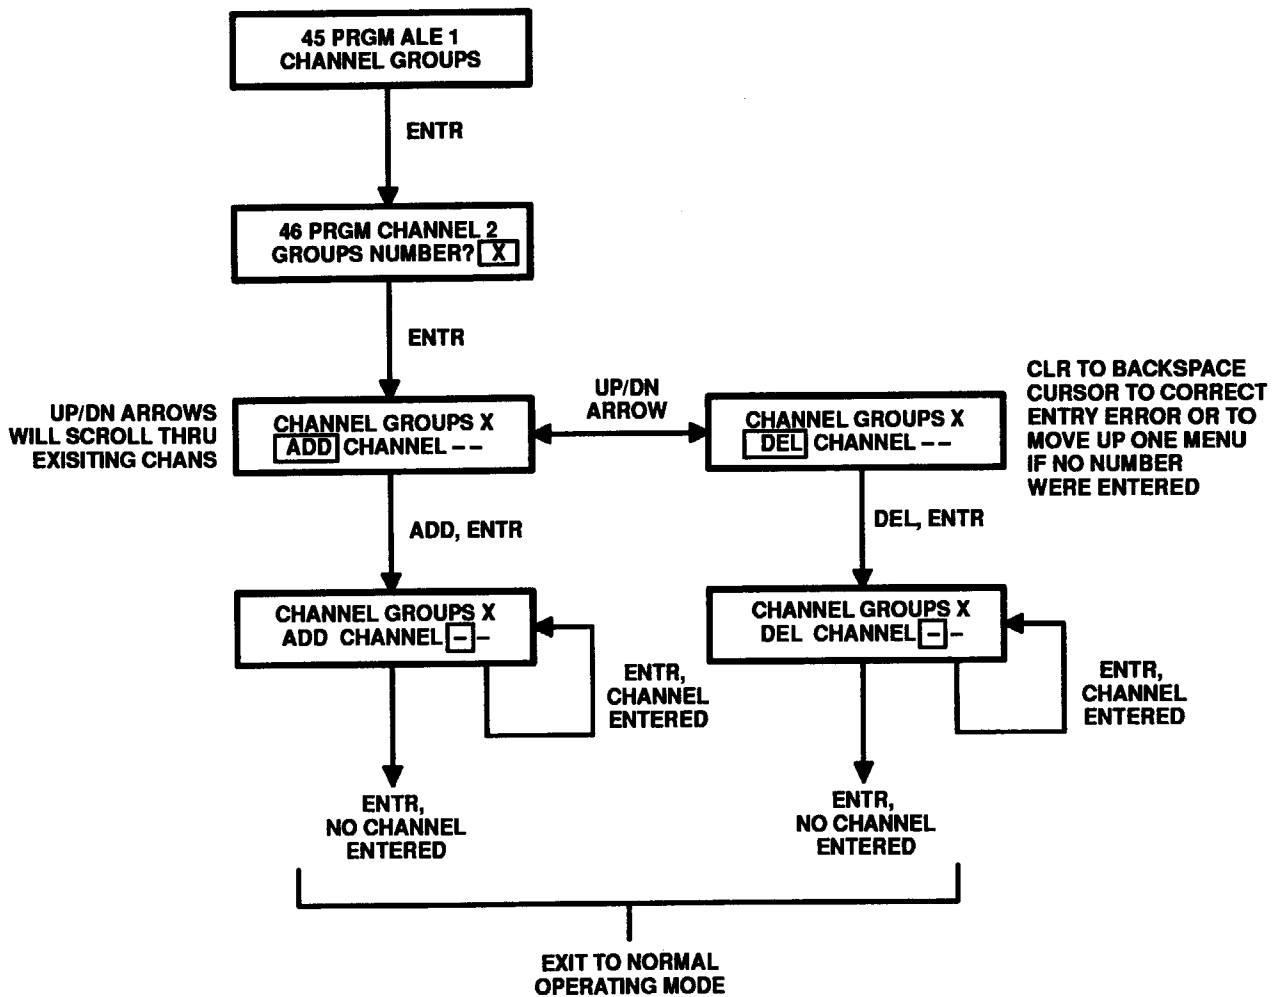 45 PRGM ALE 1
CHANNEL GROUPS
ENTR
46 PRGM CHANNEL 2
GROUPS NUMBER? X
ENTR
UP/DN ARROWS
WILL SCROLL THRU
EXISITING CHANS
CHANNEL GROUPS X
ADD CHANNEL – –
UP/DN
ARROW
CHANNEL GROUPS X
DEL CHANNEL – –
CLR TO BACKSPACE
CURSOR TO CORRECT
ENTRY ERROR OR TO
MOVE UP ONE MENU
IF NO NUMBER
WERE ENTERED
ADD, ENTR
DEL, ENTR
CHANNEL GROUPS X
ADD CHANNEL – –
ENTR,
CHANNEL
ENTERED
CHANNEL GROUPS X
DEL CHANNEL – –
ENTR,
CHANNEL
ENTERED
ENTR,
NO CHANNEL
ENTERED
ENTR,
NO CHANNEL
ENTERED
EXIT TO NORMAL
OPERATING MODE